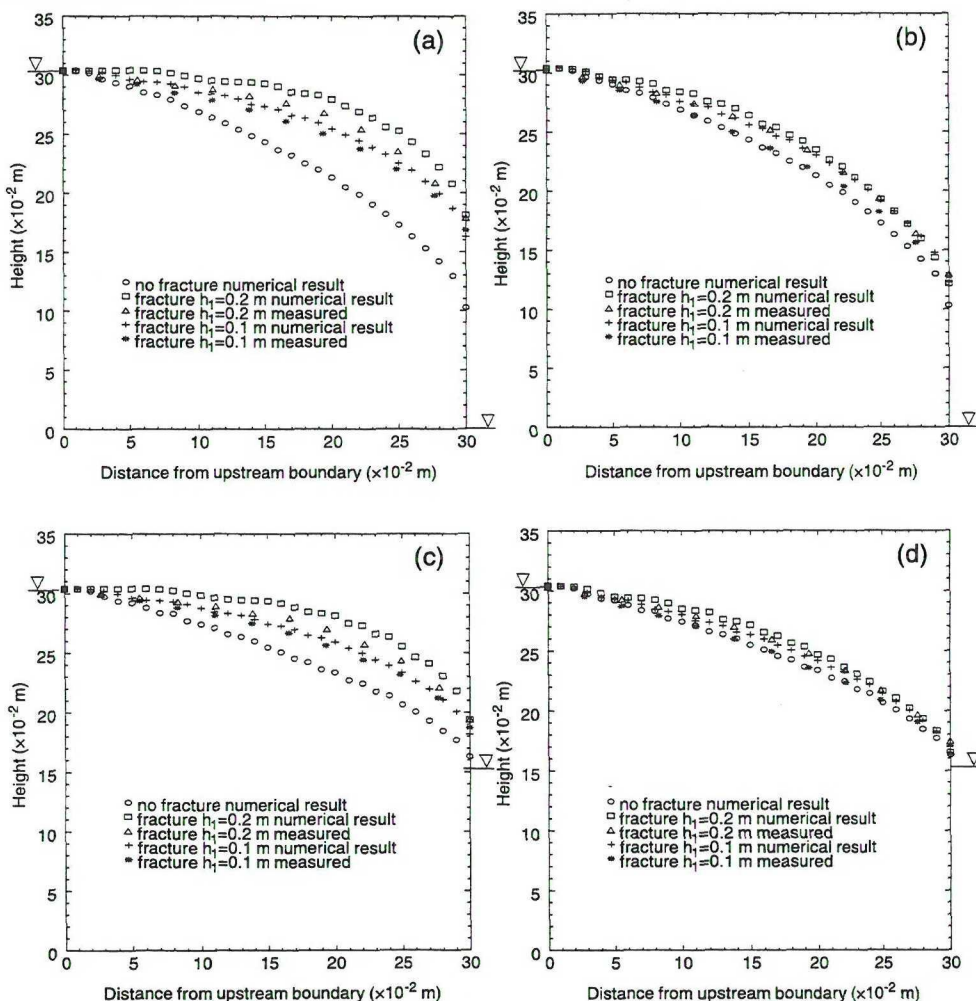 (a)
35
30
25
20
15
10
5
0
Height (×10⁻² m)
no fracture numerical result
fracture h₁=0.2 m numerical result
fracture h₁=0.2 m measured
fracture h₁=0.1 m numerical result
fracture h₁=0.1 m measured
0 5 10 15 20 25 30
Distance from upstream boundary (×10⁻² m)
(b)
35
30
25
20
15
10
5
0
Height (×10⁻² m)
no fracture numerical result
fracture h₁=0.2 m numerical result
fracture h₁=0.2 m measured
fracture h₁=0.1 m numerical result
fracture h₁=0.1 m measured
0 5 10 15 20 25 30
Distance from upstream boundary (×10⁻² m)
(c)
35
30
25
20
15
10
5
0
Height (×10⁻² m)
no fracture numerical result
fracture h₁=0.2 m numerical result
fracture h₁=0.2 m measured
fracture h₁=0.1 m numerical result
fracture h₁=0.1 m measured
0 5 10 15 20 25 30
Distance from upstream boundary (×10⁻² m)
(d)
35
30
25
20
15
10
5
0
Height (×10⁻² m)
no fracture numerical result
fracture h₁=0.2 m numerical result
fracture h₁=0.2 m measured
fracture h₁=0.1 m numerical result
fracture h₁=0.1 m measured
0 5 10 15 20 25 30
Distance from upstream boundary (×10⁻² m)